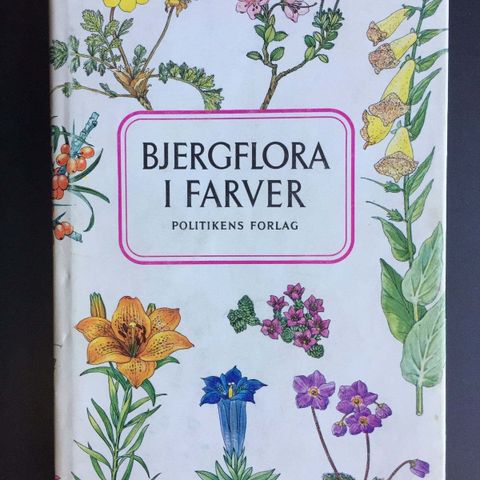 BJERGFLORA
I FARVER
POLITIKENS FORLAG